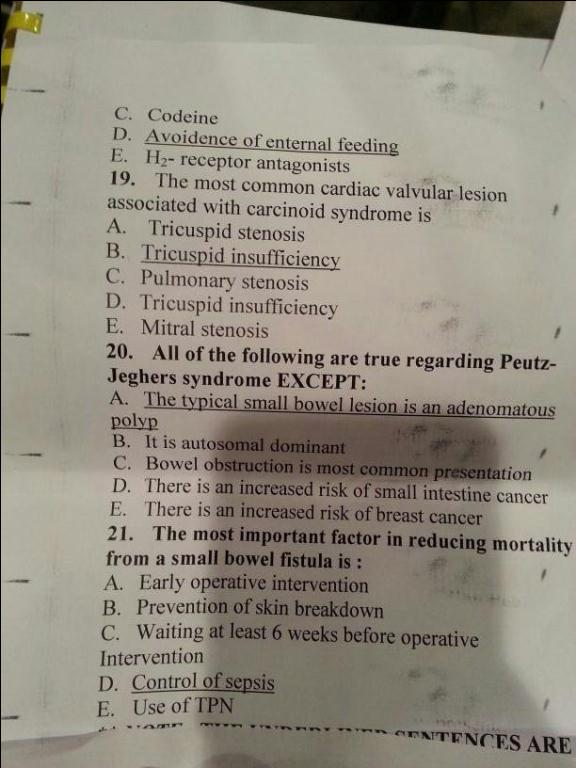 C. Codeine
D. Avoidence of enternal feeding
E. H2- receptor antagonists
19. The most common cardiac valvular lesion
associated with carcinoid syndrome is
A. Tricuspid stenosis
B. Tricuspid insufficiency
C. Pulmonary stenosis
D. Tricuspid insufficiency
E. Mitral stenosis
20. All of the following are true regarding Peutz-
Jeghers syndrome EXCEPT:
A. The typical small bowel lesion is an adenomatous
polyp
B. It is autosomal dominant
C. Bowel obstruction is most common presentation
D. There is an increased risk of small intestine cancer
E. There is an increased risk of breast cancer
21. The most important factor in reducing mortality
from a small bowel fistula is :
A. Early operative intervention
B. Prevention of skin breakdown
C. Waiting at least 6 weeks before operative
Intervention
D. Control of sepsis
E. Use of TPN
NOTE THE UNDERLINED SENTENCES ARE